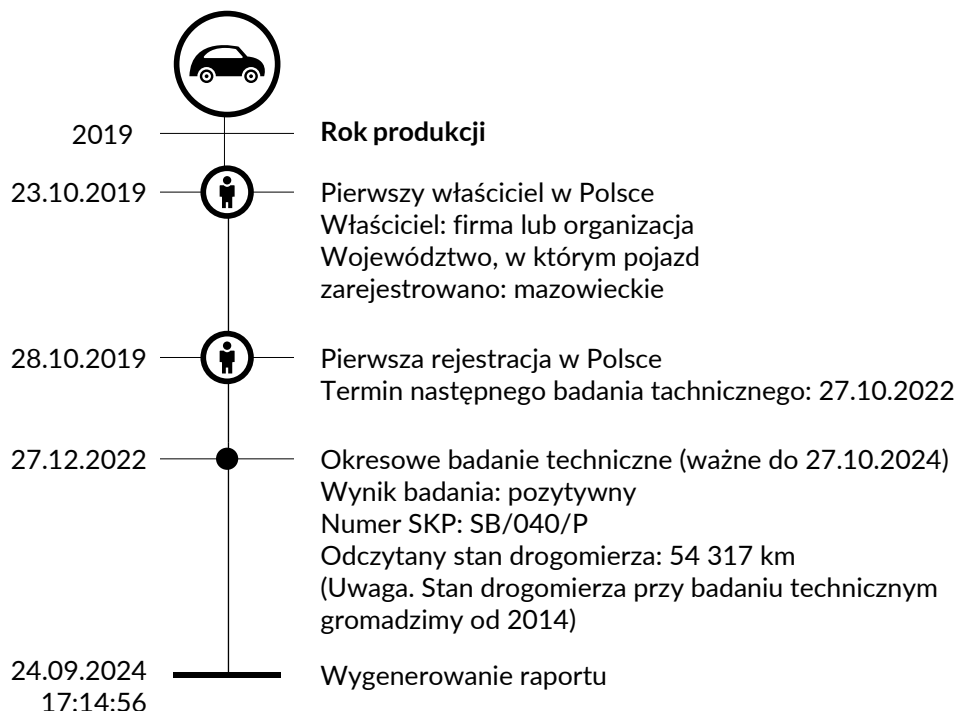 2019 Rok produkcji
23.10.2019 Pierwszy właściciel w Polsce
Właściciel: firma lub organizacja
Województwo, w którym pojazd
zarejestrowano: mazowieckie
28.10.2019 Pierwsza rejestracja w Polsce
Termin następnego badania tachnicznego: 27.10.2022
27.12.2022 Okresowe badanie techniczne (ważne do 27.10.2024)
Wynik badania: pozytywny
Numer SKP: SB/040/P
Odczytany stan drogomierza: 54 317 km
(Uwaga. Stan drogomierza przy badaniu technicznym
gromadzimy od 2014)
24.09.2024 Wygenerowanie raportu
17:14:56